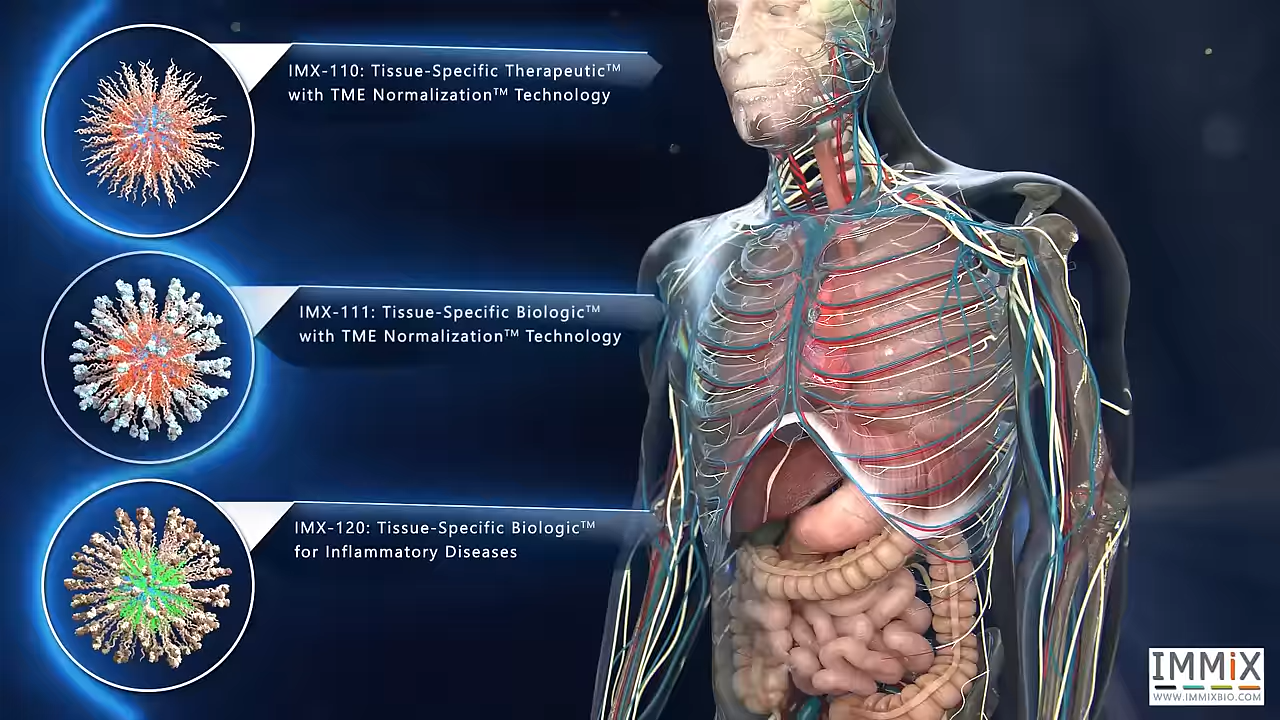 IMX-110: Tissue-Specific Therapeutic™
with TME Normalization™ Technology
IMX-111: Tissue-Specific Biologic™
with TME Normalization™ Technology
IMX-120: Tissue-Specific Biologic™
for Inflammatory Diseases
IMMiX
WWW.IMMIXBIO.COM